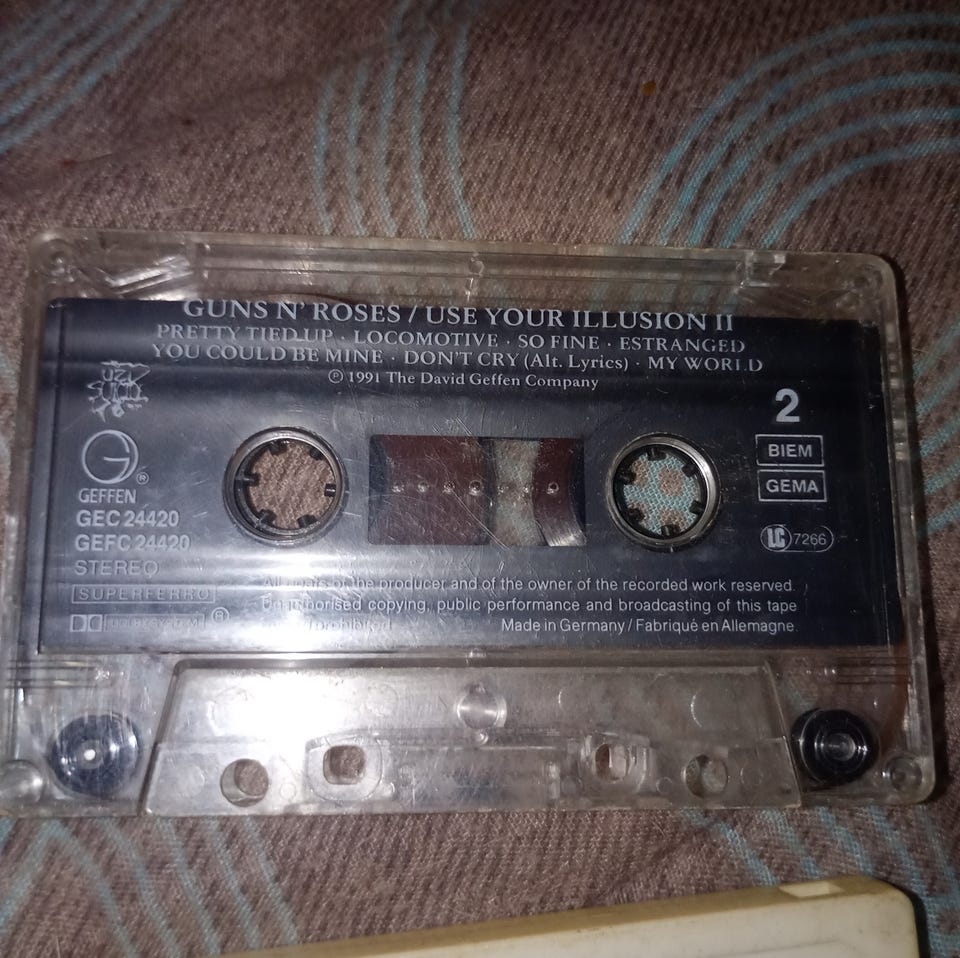 GUNS N' ROSES / USE YOUR ILLUSION II
PRETTY TIED UP · LOCOMOTIVE · SO FINE · ESTRANGED
YOU COULD BE MINE · DON'T CRY (Alt. Lyrics) · MY WORLD
℗ 1991 The David Geffen Company
2
BIEM
GEMA
G ®
GEFFEN
GEC 24420
GEFC 24420
STEREO
SUPERFERRO
LC 7266
All of the producer and of the owner of the recorded work reserved.
Unauthorised copying, public performance and broadcasting of this tape
prohibited. Made in Germany / Fabriqué en Allemagne.